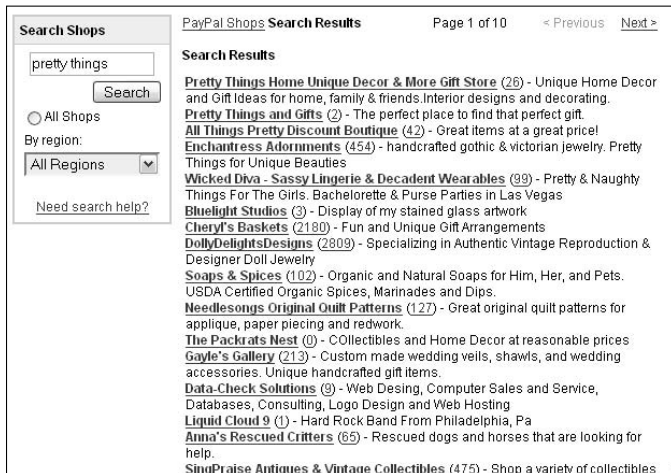 Search Shops
pretty things
Search
All Shops
By region:
All Regions
Need search help?
PayPal Shops Search Results Page 1 of 10 < Previous Next >
Search Results
Pretty Things Home Unique Decor & More Gift Store (26) - Unique Home Decor
and Gift Ideas for home, family & friends.Interior designs and decorating.
Pretty Things and Gifts (2) - The perfect place to find that perfect gift.
All Things Pretty Discount Boutique (42) - Great items at a great price!
Enchantress Adornments (454) - handcrafted gothic & victorian jewelry. Pretty
Things for Unique Beauties
Wicked Diva - Sassy Lingerie & Decadent Wearables (99) - Pretty & Naughty
Things For The Girls. Bachelorette & Purse Parties in Las Vegas
Bluelight Studios (3) - Display of my stained glass artwork
Cheryl's Baskets (2180) - Fun and Unique Gift Arrangements
DollyDelightsDesigns (2809) - Specializing in Authentic Vintage Reproduction &
Designer Doll Jewelry
Soaps & Spices (102) - Organic and Natural Soaps for Him, Her, and Pets.
USDA Certified Organic Spices, Marinades and Dips.
Needlesongs Original Quilt Patterns (127) - Great original quilt patterns for
applique, paper piecing and redwork.
The Packrats Nest (0) - COllectibles and Home Decor at reasonable prices
Gayle's Gallery (213) - Custom made wedding veils, shawls, and wedding
accessories. Unique handcrafted gift items.
Data-Check Solutions (9) - Web Desing, Computer Sales and Service,
Databases, Consulting, Logo Design and Web Hosting
Liquid Cloud 9 (1) - Hard Rock Band From Philadelphia, Pa
Anna's Rescued Critters (65) - Rescued dogs and horses that are looking for
help.
SingPraise Antiques & Vintage Collectibles (475) - Shop a variety of collectibles